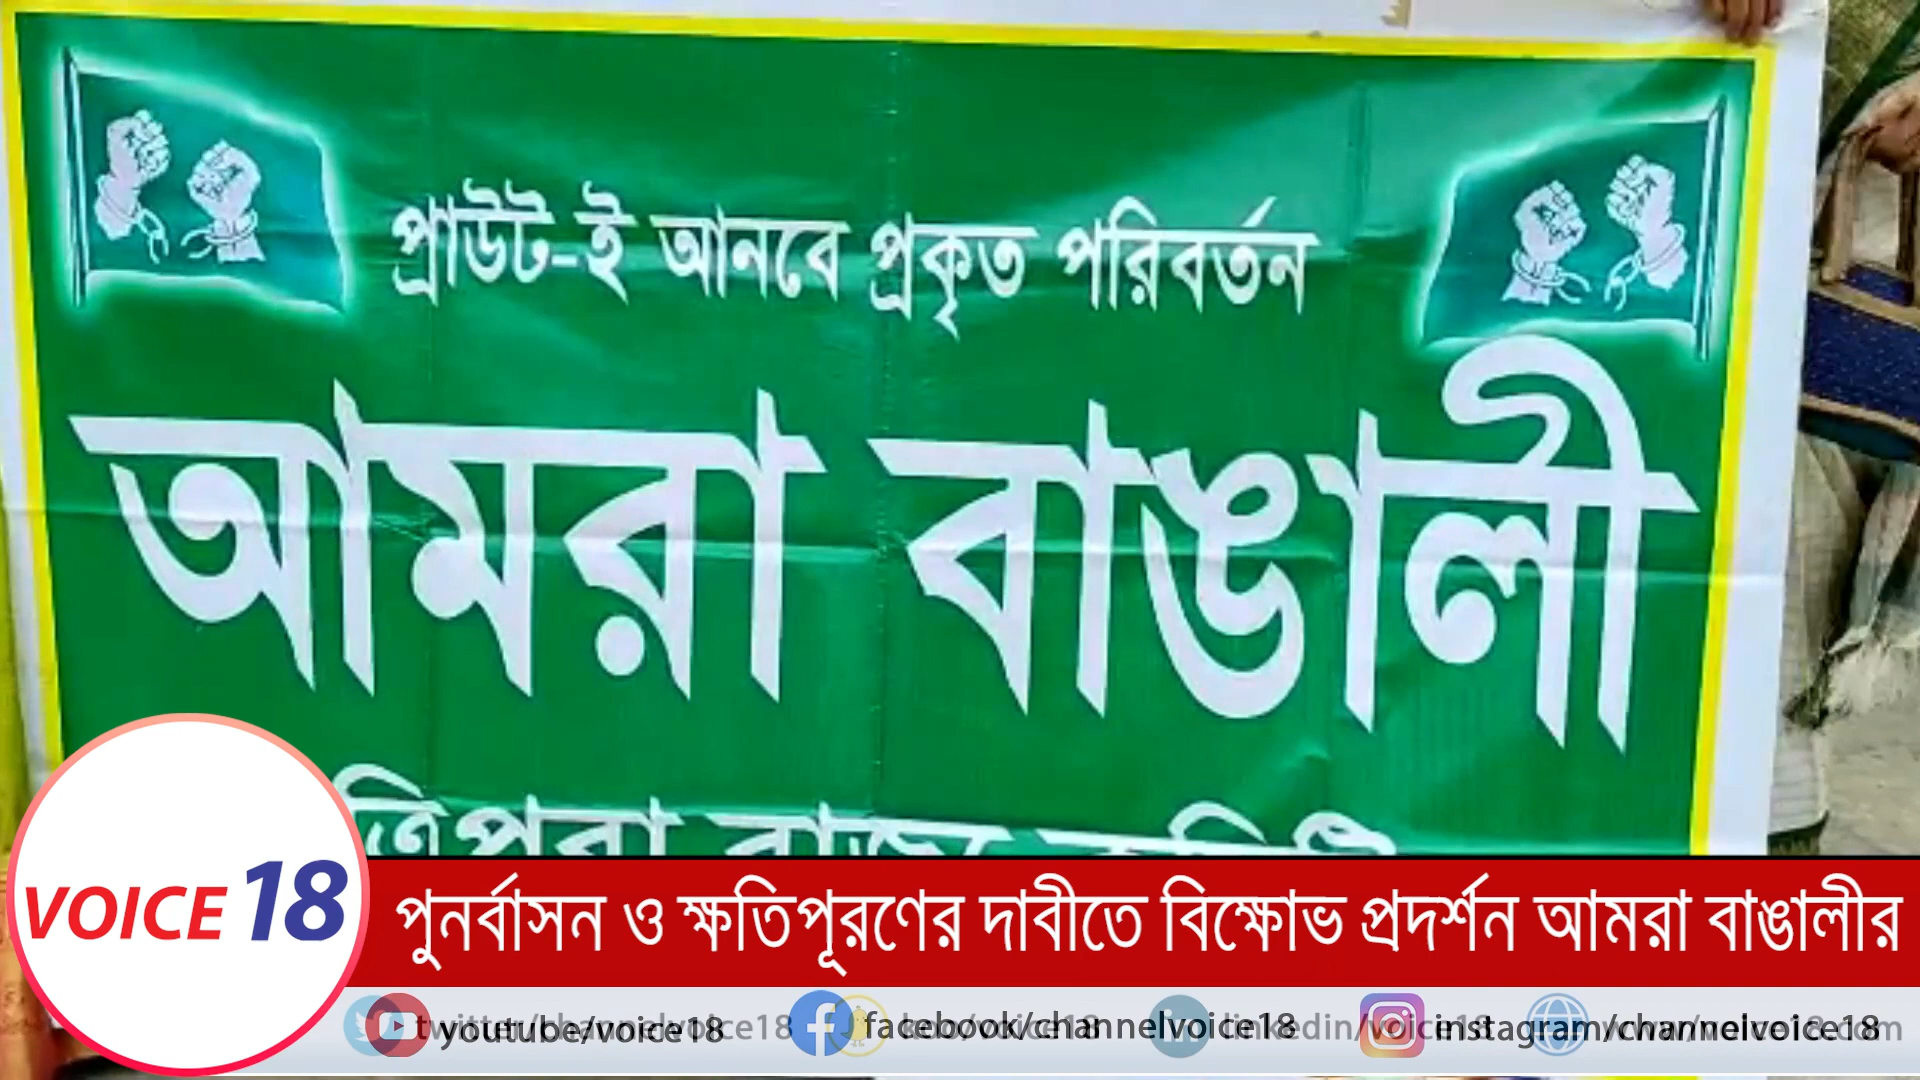 প্রাউট-ই আনবে প্রকৃত পরিবর্তন
আমরা বাঙালী
ত্রিপুরা রাজ্য কমিটি
VOICE 18
পুনর্বাসন ও ক্ষতিপূরণের দাবীতে বিক্ষোভ প্রদর্শন আমরা বাঙালীর
youtube/voice18 facebook/channelvoice18 instagram/channelvoice18